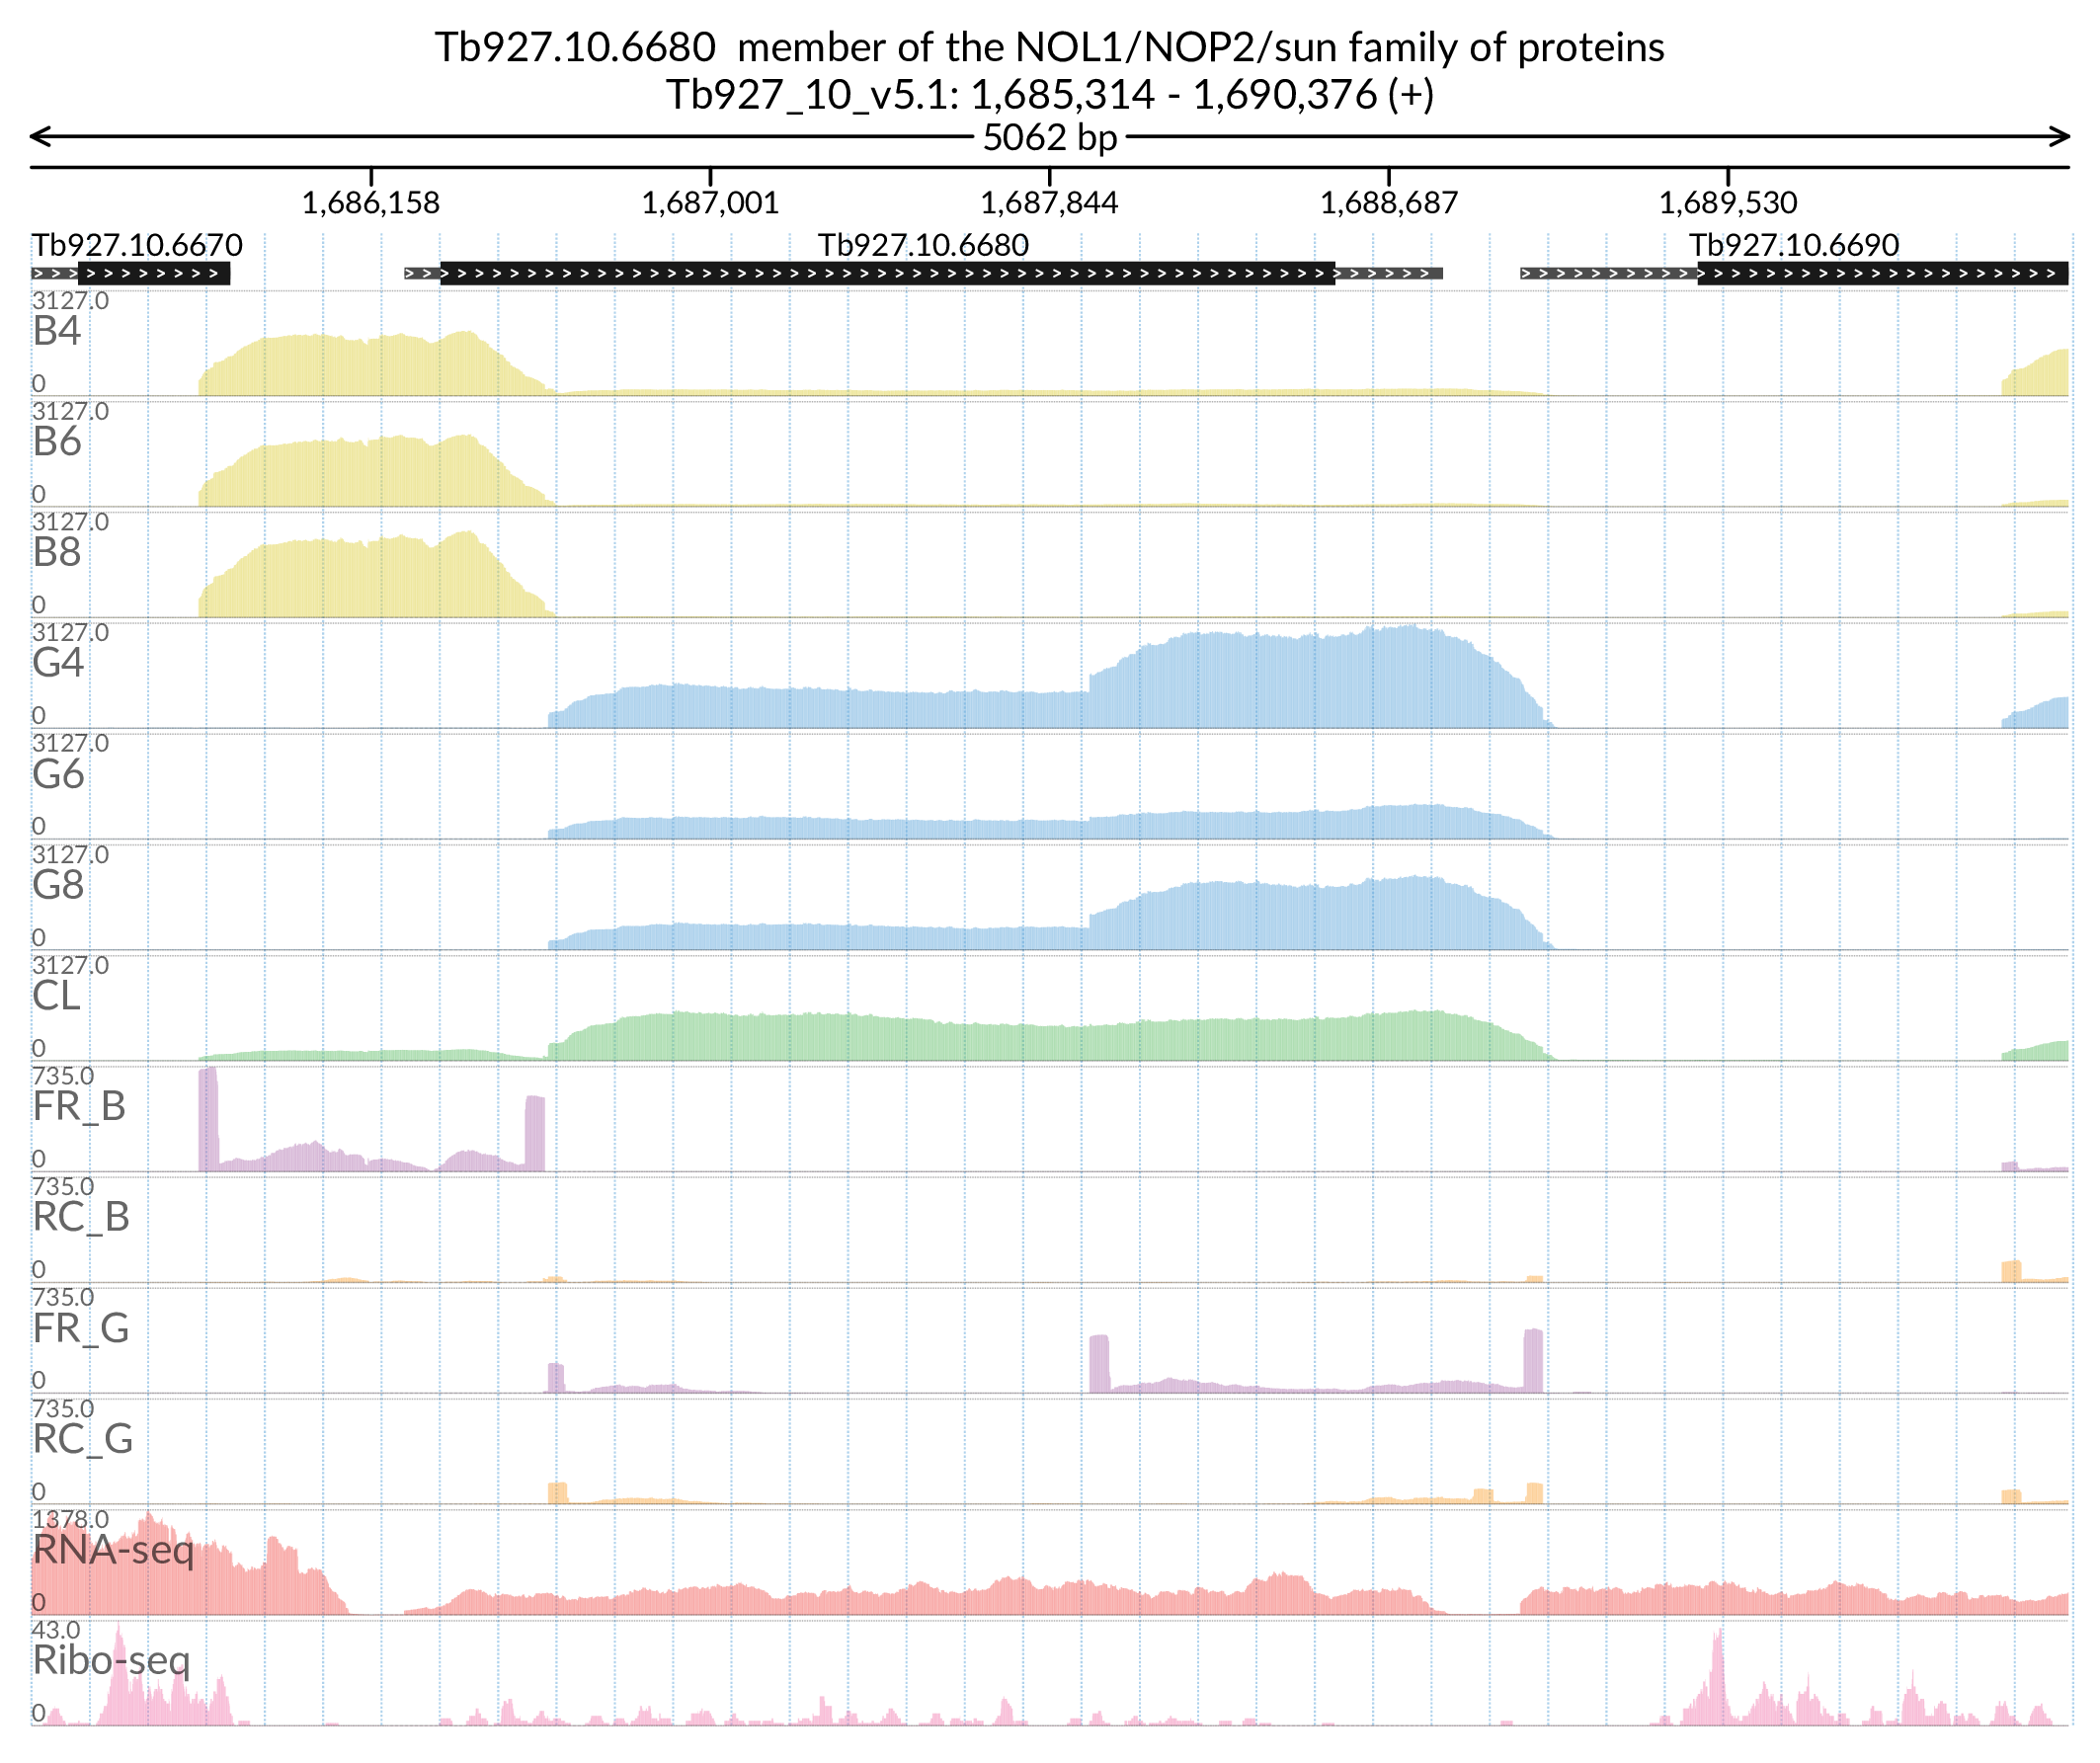 Tb927.10.6680 member of the NOL1/NOP2/sun family of proteins
Tb927_10_v5.1: 1,685,314 - 1,690,376 (+)
5062 bp
1,686,158 1,687,001 1,687,844 1,688,687 1,689,530
Tb927.10.6670 Tb927.10.6680 Tb927.10.6690
3127.0
B4
0
3127.0
B6
0
3127.0
B8
0
3127.0
G4
0
3127.0
G6
0
3127.0
G8
0
3127.0
CL
0
735.0
FR_B
0
735.0
RC_B
0
735.0
FR_G
0
735.0
RC_G
0
1378.0
RNA-seq
0
43.0
Ribo-seq
0